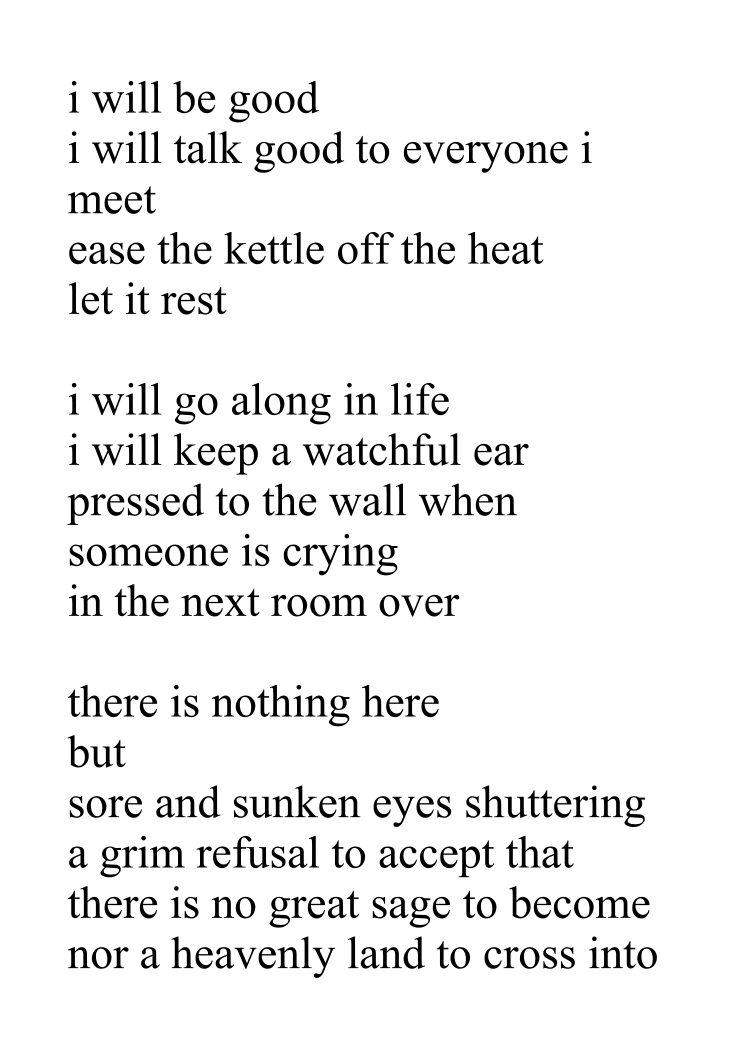 i will be good
i will talk good to everyone i
meet
ease the kettle off the heat
let it rest

i will go along in life
i will keep a watchful ear
pressed to the wall when
someone is crying
in the next room over

there is nothing here
but
sore and sunken eyes shuttering
a grim refusal to accept that
there is no great sage to become
nor a heavenly land to cross into